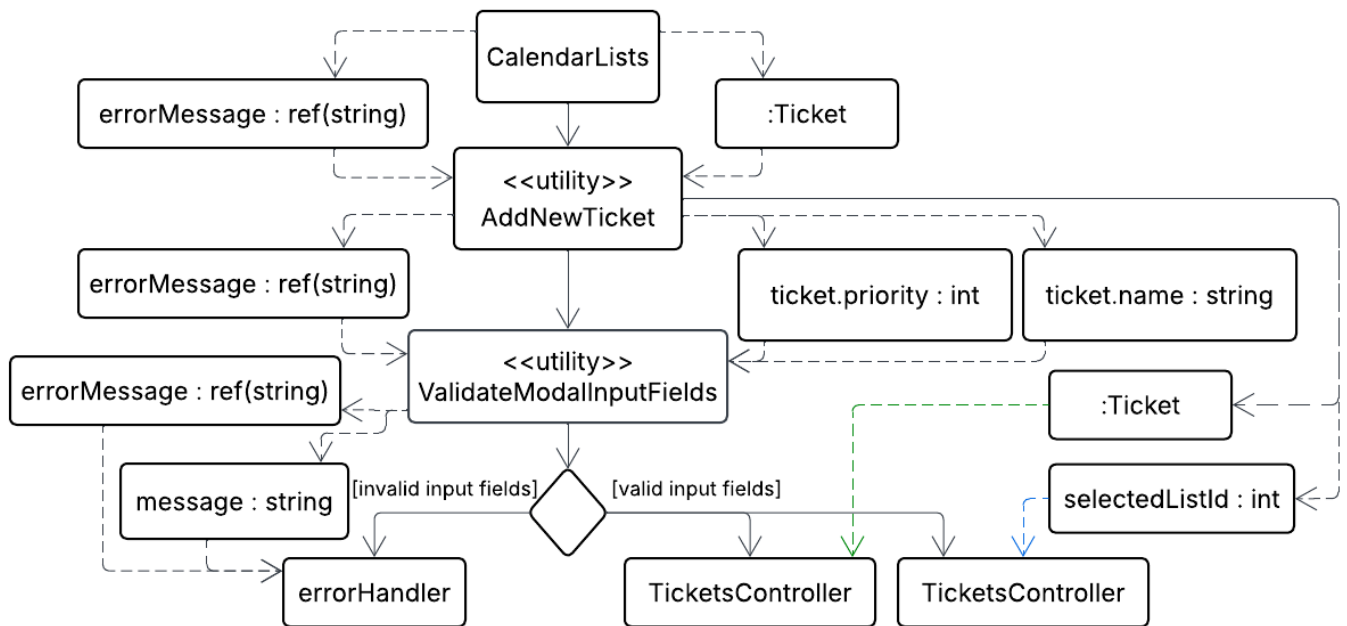 CalendarLists
errorMessage : ref(string)
:Ticket
<<utility>>
AddNewTicket
errorMessage : ref(string)
ticket.priority : int
ticket.name : string
<<utility>>
ValidateModalInputFields
errorMessage : ref(string)
:Ticket
message : string
[invalid input fields]
[valid input fields]
selectedListId : int
errorHandler
TicketsController
TicketsController